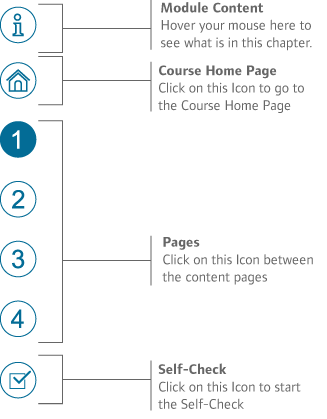 Module Content
Hover your mouse here to
see what is in this chapter.
Course Home Page
Click on this Icon to go to
the Course Home Page
1
2
3
4
Pages
Click on this Icon between
the content pages
Self-Check
Click on this Icon to start
the Self-Check